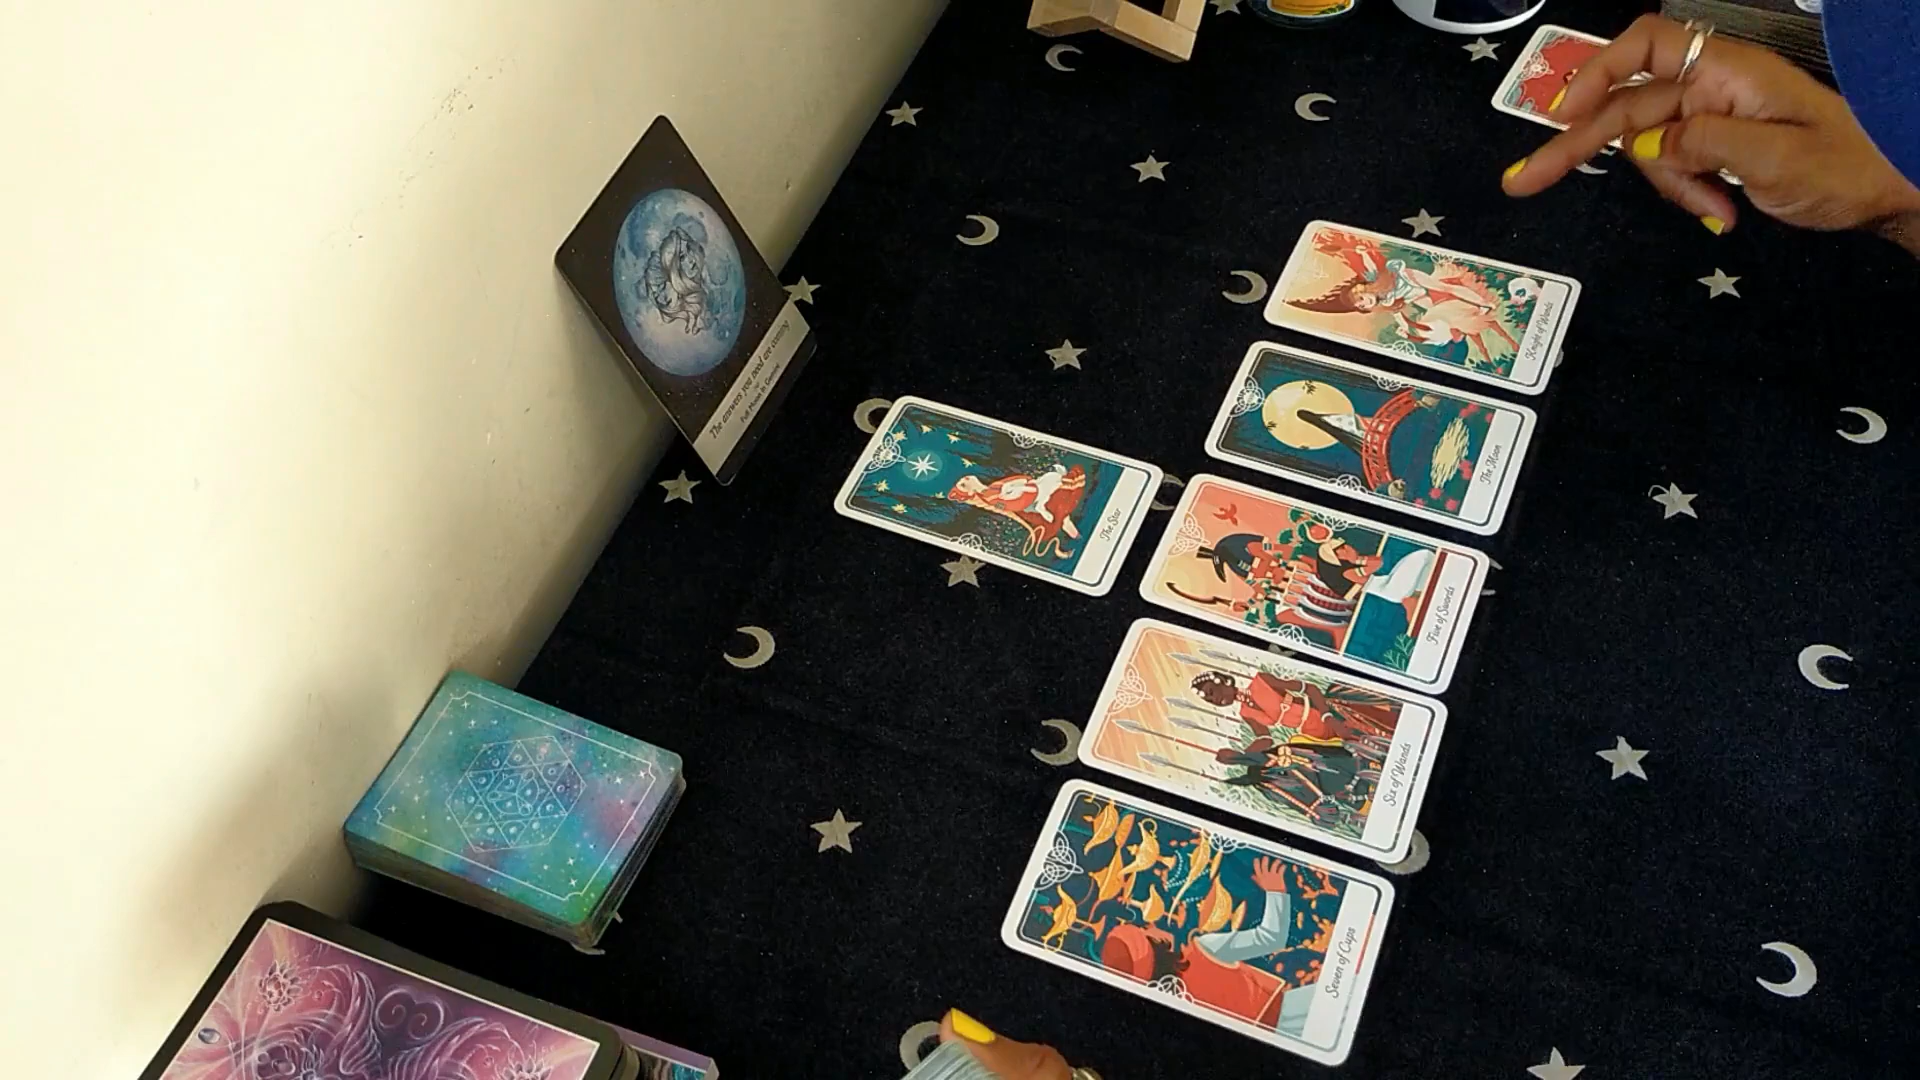 The answers you need are coming
Full Moon in Gemini
Knight of Wands
The Moon
The Star
Five of Swords
Six of Wands
Seven of Cups